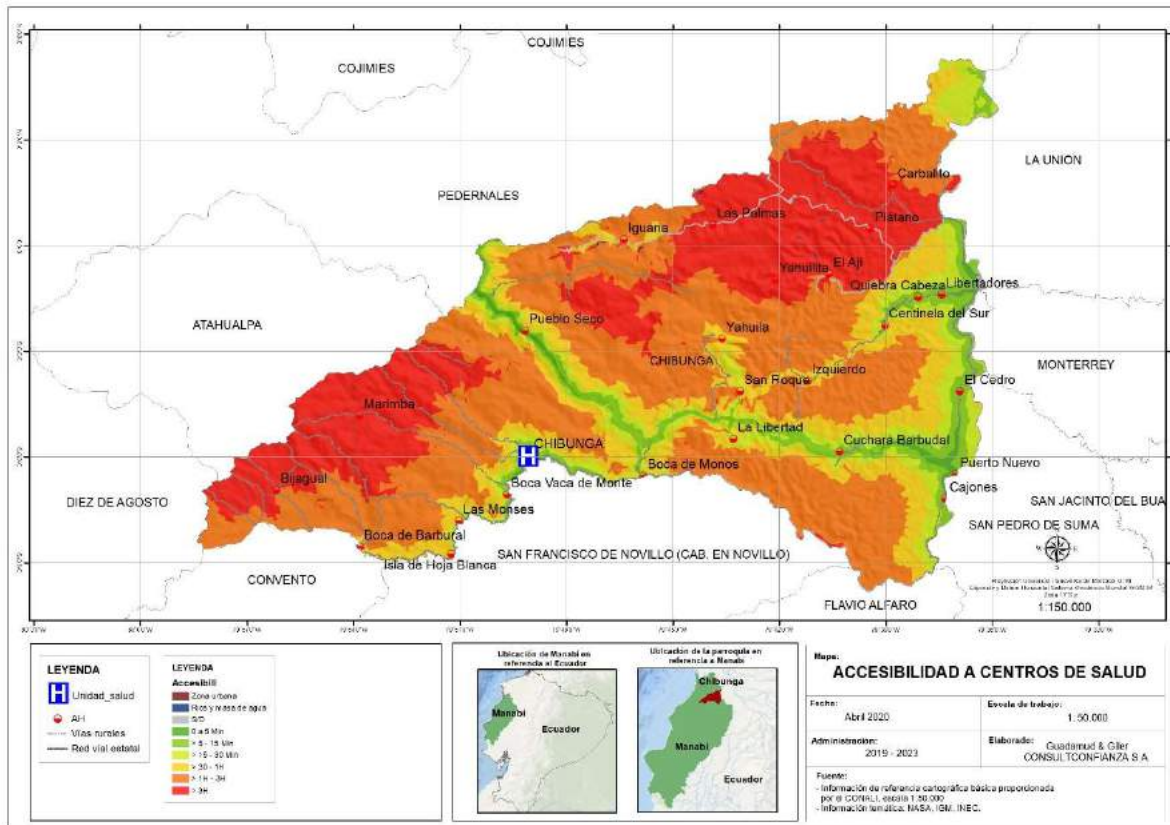 COJIMIES
COJIMIES
LA UNION
Carbalito
PEDERNALES
Las Palmas
Platano
Iguana
El Aji
Yahuilita
Quiebra Cabeza
Libertadores
ATAHUALPA
Pueblo Seco
Centinela del Sur
Yahuila
CHIBUNGA
Izquierdo
MONTERREY
San Roque
El Cedro
Marimba
La Libertad
CHIBUNGA
Cuchara Barbudal
H
Boca de Monos
Puerto Nuevo
Bijagual
Boca Vaca de Monte
Cajones
SAN JACINTO DEL BUA
DIEZ DE AGOSTO
Las Monses
SAN PEDRO DE SUMA
Boca de Barbural
SAN FRANCISCO DE NOVILLO (CAB. EN NOVILLO)
Isla de Hoja Blanca
CONVENTO
FLAVIO ALFARO
1:150.000
LEYENDA
H Unidad_salud
AH
Vías rurales
Red vial estatal
LEYENDA
Accesibili
Zona urbana
Rios y masa de agua
S/D
0 a 5 Min
> 5 - 15 Min
> 15 - 30 Min
> 30 - 1H
> 1H - 3H
> 3H
Ubicación de Manabí en
referencia al Ecuador
Manabí
Ecuador
Ubicación de la parroquia en
referencia a Manabí
Chibunga
Manabí
Ecuador
Mapa:
ACCESIBILIDAD A CENTROS DE SALUD
Fecha:
Abril 2020
Escala de trabajo:
1:50.000
Administración:
2019 - 2023
Elaborado:
Guadamud & Giler
CONSULTCONFIANZA S.A
Fuente:
- Información de referencia cartográfica básica proporcionada
por el CONALI, escala 1:50.000
- Información temática: NASA, IGM, INEC.